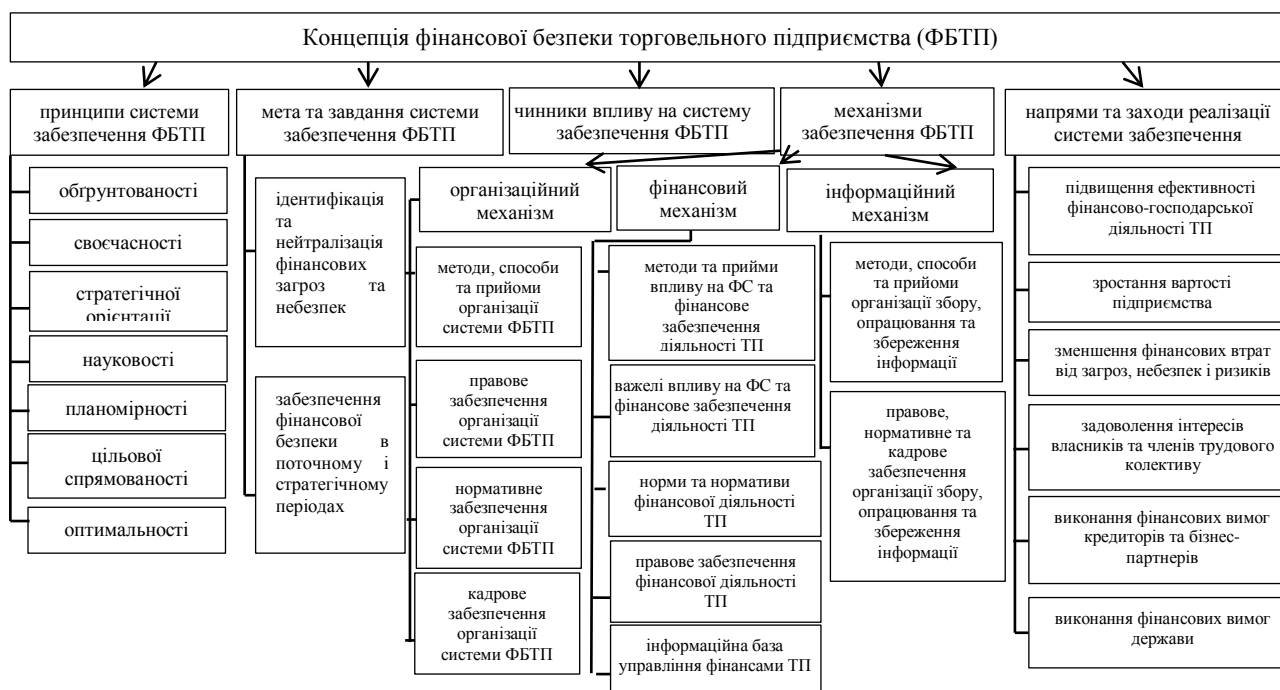 Концепція фінансової безпеки торговельного підприємства (ФБТП)
принципи системи
забезпечення ФБТП
обґрунтованості
своєчасності
стратегічної
орієнтації
науковості
планомірності
цільової
спрямованості
оптимальності
мета та завдання системи
забезпечення ФБТП
ідентифікація
та
нейтралізація
фінансових
загроз та
небезпек
забезпечення
фінансової
безпеки в
поточному і
стратегічному
періодах
чинники впливу на систему
забезпечення ФБТП
механізми
забезпечення ФБТП
організаційний
механізм
методи, способи
та прийоми
організації
системи ФБТП
правове
забезпечення
організації
системи ФБТП
нормативне
забезпечення
організації
системи ФБТП
кадрове
забезпечення
організації
системи ФБТП
фінансовий
механізм
методи та прийми
впливу на ФС та
фінансове
забезпечення
діяльності ТП
важелі впливу на ФС та
фінансове забезпечення
діяльності ТП
норми та нормативи
фінансової діяльності
ТП
правове забезпечення
фінансової діяльності
ТП
інформаційна база
управління фінансами ТП
інформаційний
механізм
методи, способи
та прийоми
організації збору,
опрацювання та
збереження
інформації
правове,
нормативне та
кадрове
забезпечення
організації збору,
опрацювання та
збереження
інформації
напрями та заходи реалізації
системи забезпечення
підвищення ефективності
фінансово-господарської
діяльності ТП
зростання вартості
підприємства
зменшення фінансових втрат
від загроз, небезпек і ризиків
задоволення інтересів
власників та членів трудового
колективу
виконання фінансових вимог
кредиторів та бізнес-
партнерів
виконання фінансових вимог
держави